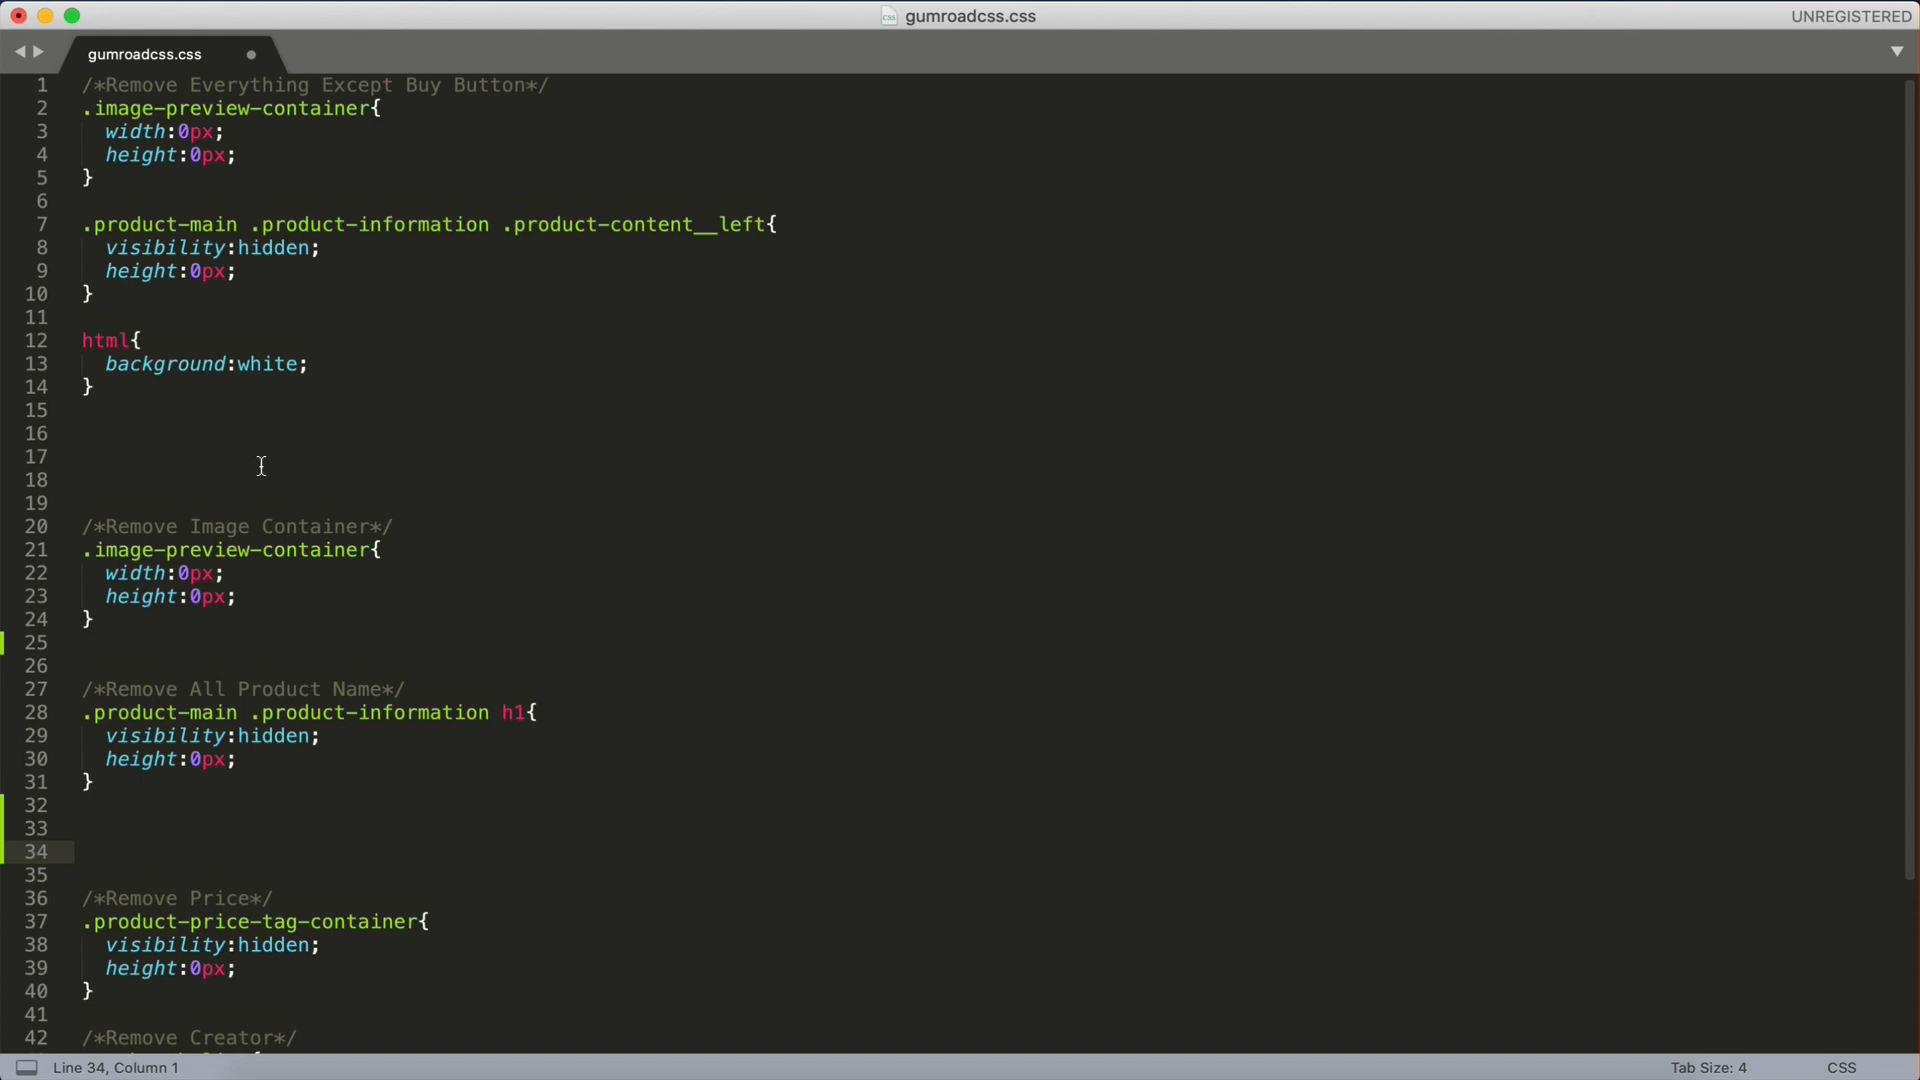 gumroadcss.css
UNREGISTERED
gumroadcss.css
1 /*Remove Everything Except Buy Button*/
2 .image-preview-container{
3 width:0px;
4 height:0px;
5 }
6
7 .product-main .product-information .product-content__left{
8 visibility:hidden;
9 height:0px;
10 }
11
12 html{
13 background:white;
14 }
15
16
17
18
19
20 /*Remove Image Container*/
21 .image-preview-container{
22 width:0px;
23 height:0px;
24 }
25
26
27 /*Remove All Product Name*/
28 .product-main .product-information h1{
29 visibility:hidden;
30 height:0px;
31 }
32
33
34
35
36 /*Remove Price*/
37 .product-price-tag-container{
38 visibility:hidden;
39 height:0px;
40 }
41
42 /*Remove Creator*/
Line 34, Column 1
Tab Size: 4
CSS